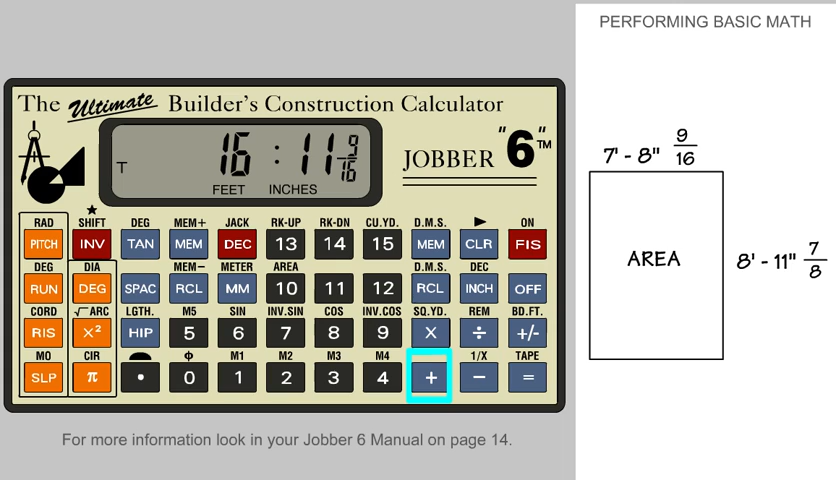 PERFORMING BASIC MATH
The Ultimate Builder's Construction Calculator
JOBBER "6"™
T 16 : 11 9/16
FEET INCHES
RAD SHIFT DEG MEM+ JACK RK-UP RK-DN CU.YD. D.M.S. ► ON
PITCH INV TAN MEM DEC 13 14 15 MEM CLR FIS
DEG DIA MEM− METER AREA D.M.S. DEC
RUN DEG SPAC RCL MM 10 11 12 RCL INCH OFF
CORD √ARC LGTH. M5 SIN INV.SIN COS INV.COS SQ.YD. REM BD.FT.
RIS X² HIP 5 6 7 8 9 X ÷ +/-
MO CIR Φ M1 M2 M3 M4 1/X TAPE
SLP π • 0 1 2 3 4 + − =
For more information look in your Jobber 6 Manual on page 14.
7' - 8" 9/16
AREA
8' - 11" 7/8